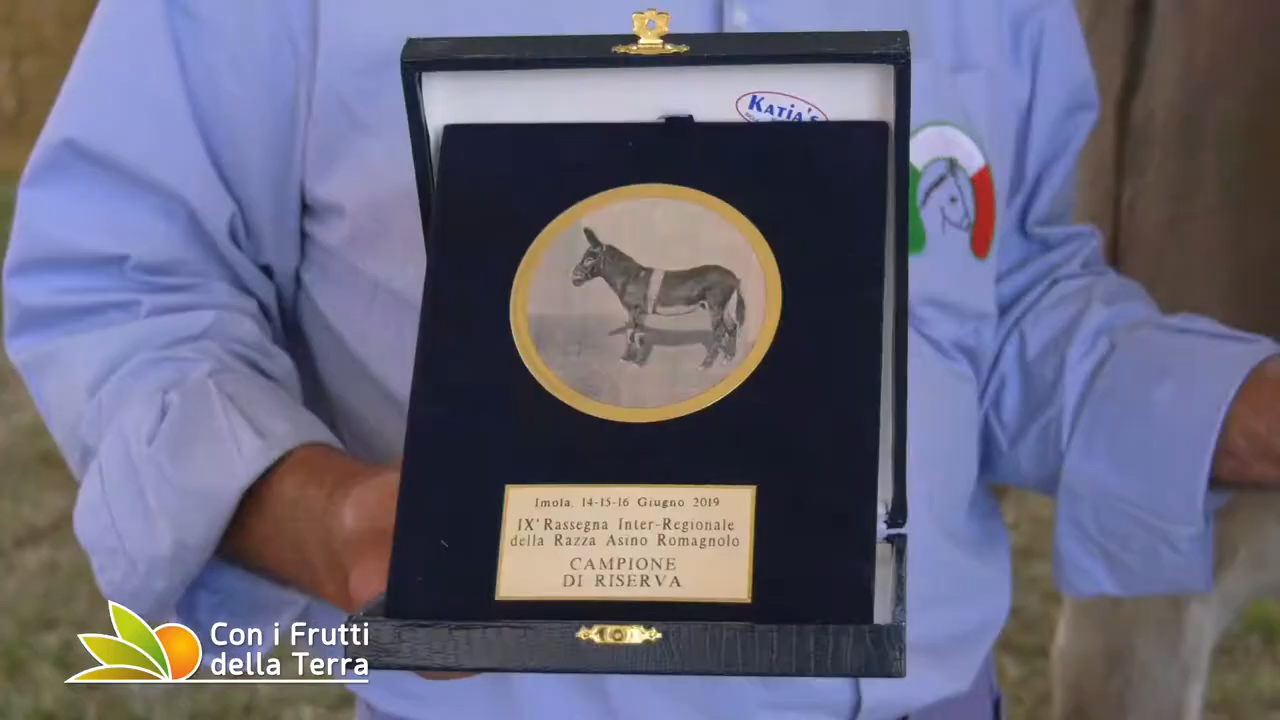 KATIA'S
Imola, 14-15-16 Giugno 2019
IX° Rassegna Inter-Regionale
della Razza Asino Romagnolo
CAMPIONE
DI RISERVA
Con i Frutti
della Terra